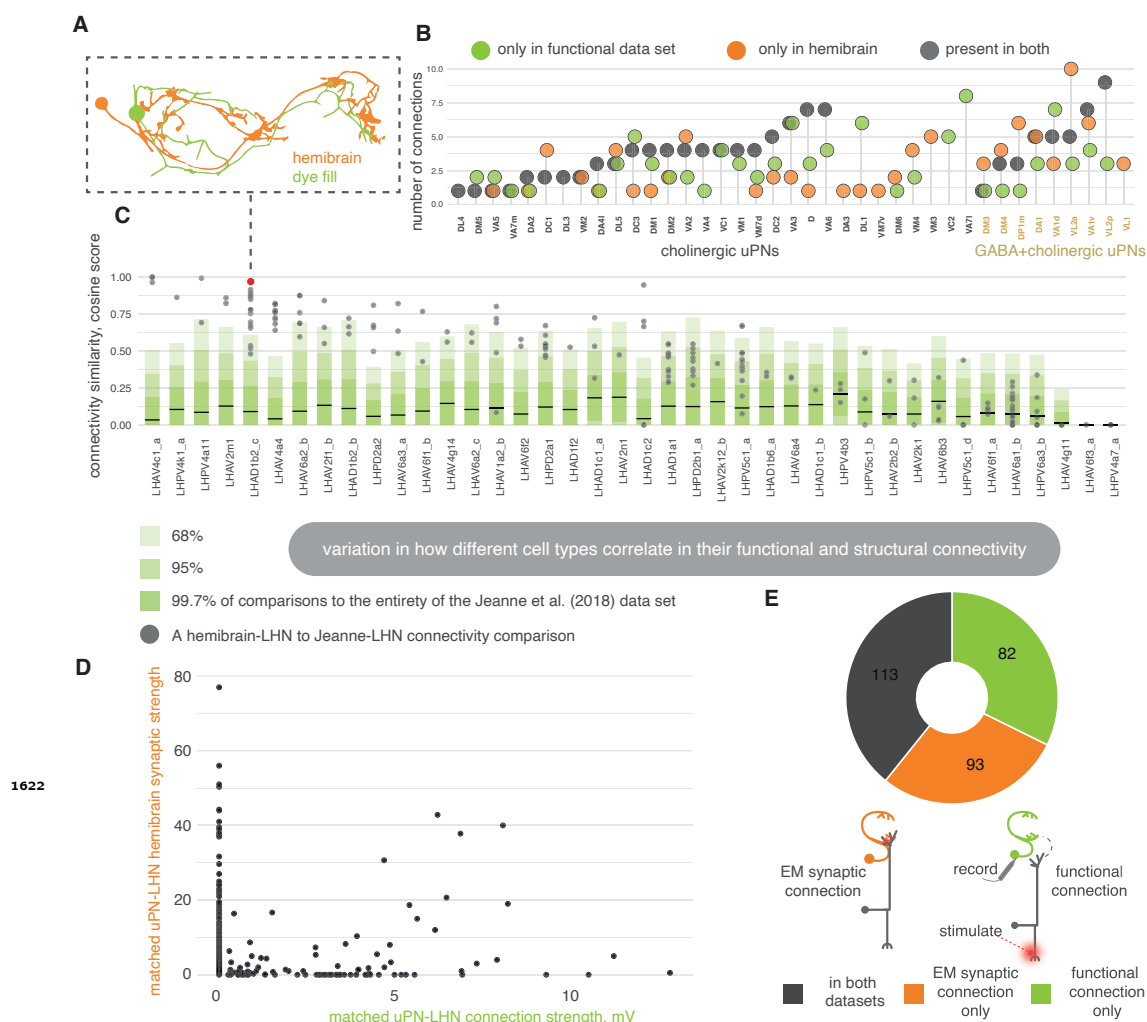 A
hemibrain
dye fill
B
only in functional data set
only in hemibrain
present in both
number of connections
10.0
7.5
5.0
2.5
0.0
DL4 DM5 VA5 VA7m DA2 DC1 DL3 VM2 DA4l DL5 DC3 DM1 DM2 VA2 VA4 VC1 VM1 VM7d DC2 VA3 D VA6 DA3 DL1 VM7v DM6 VM4 VM3 VC2 VA7l DM3 DM4 DP1m DA1 VA1d VL2a VA1v VL2p VL1
cholinergic uPNs
GABA+cholinergic uPNs
C
connectivity similarity, cosine score
1.00
0.75
0.50
0.25
0.00
LHAV4c1_a LHPV4k1_a LHPV4a11 LHAV2m1 LHAD1b2_c LHAV4a4 LHAV6a2_b LHAV2f1_b LHAD1b2_b LHPD2a2 LHAV6a3_a LHAV6f1_b LHAV4g14 LHAV6a2_c LHAV1a2_b LHAV6f2 LHPD2a1 LHAD1f2 LHAD1c1_a LHAV2n1 LHAD1c2 LHAD1a1 LHPD2b1_a LHAV2k12_b LHPV5c1_a LHAD1b6_a LHAV6a4 LHAD1c1_b LHPV4b3 LHPV5c1_b LHAV2b2_b LHAV2k1 LHAV6b3 LHPV5c1_d LHAV6f1_a LHAV6a1_b LHPV6a3_b LHAV4g11 LHAV6f3_a LHPV4a7_a
68%
95%
99.7% of comparisons to the entirety of the Jeanne et al. (2018) data set
A hemibrain-LHN to Jeanne-LHN connectivity comparison
variation in how different cell types correlate in their functional and structural connectivity
D
matched uPN-LHN hemibrain synaptic strength
80
60
40
20
0
0 5 10
matched uPN-LHN connection strength, mV
1622
E
113
82
93
EM synaptic
connection
record
functional
connection
stimulate
in both
datasets
EM synaptic
connection
only
functional
connection
only